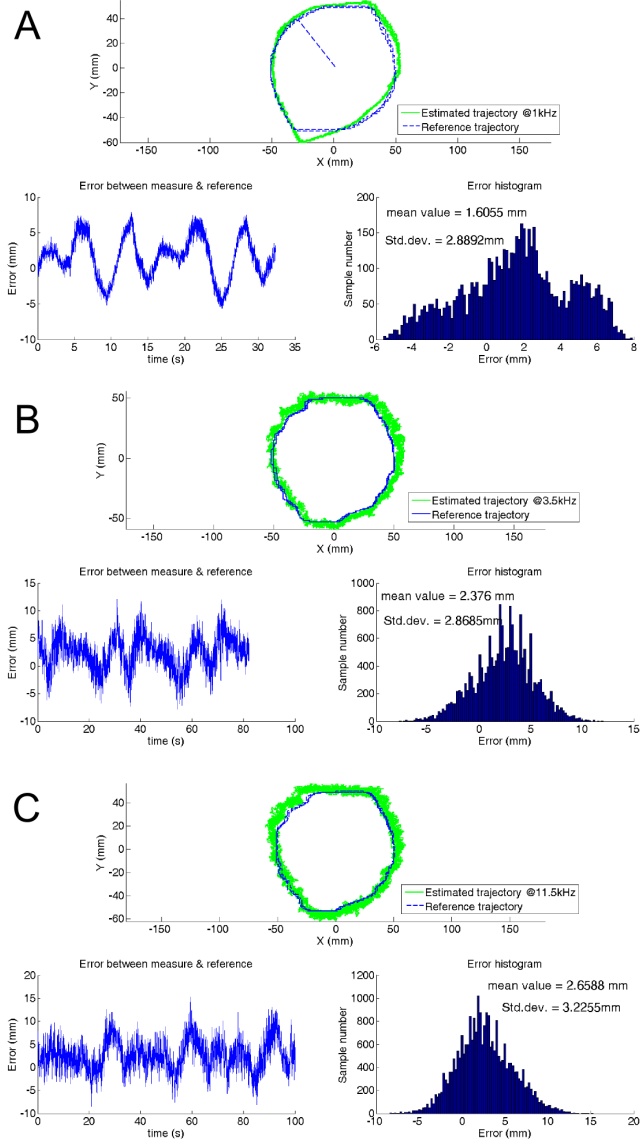 A
Y (mm)
40
20
0
-20
-40
-60
-150
-100
-50
0
50
100
150
X (mm)
Estimated trajectory @1kHz
Reference trajectory
Error between measure & reference
Error (mm)
10
5
0
-5
-10
0
5
10
15
20
25
30
35
time (s)
Error histogram
mean value = 1.6055 mm
Std.dev. = 2.8892mm
Sample number
200
150
100
50
0
-6
-4
-2
0
2
4
6
8
Error (mm)
B
Y (mm)
50
0
-50
-150
-100
-50
0
50
100
150
X (mm)
Estimated trajectory @3.5kHz
Reference trajectory
Error between measure & reference
Error (mm)
15
10
5
0
-5
-10
0
20
40
60
80
100
time (s)
Error histogram
mean value = 2.376 mm
Std.dev. = 2.8685mm
Sample number
1000
800
600
400
200
0
-10
-5
0
5
10
15
Error (mm)
C
Y (mm)
40
20
0
-20
-40
-60
-150
-100
-50
0
50
100
150
X (mm)
Estimated trajectory @11.5kHz
Reference trajectory
Error between measure & reference
Error (mm)
20
15
10
5
0
-5
-10
0
20
40
60
80
100
time (s)
Error histogram
mean value = 2.6588 mm
Std.dev. = 3.2255mm
Sample number
1200
1000
800
600
400
200
0
-10
-5
0
5
10
15
20
Error (mm)